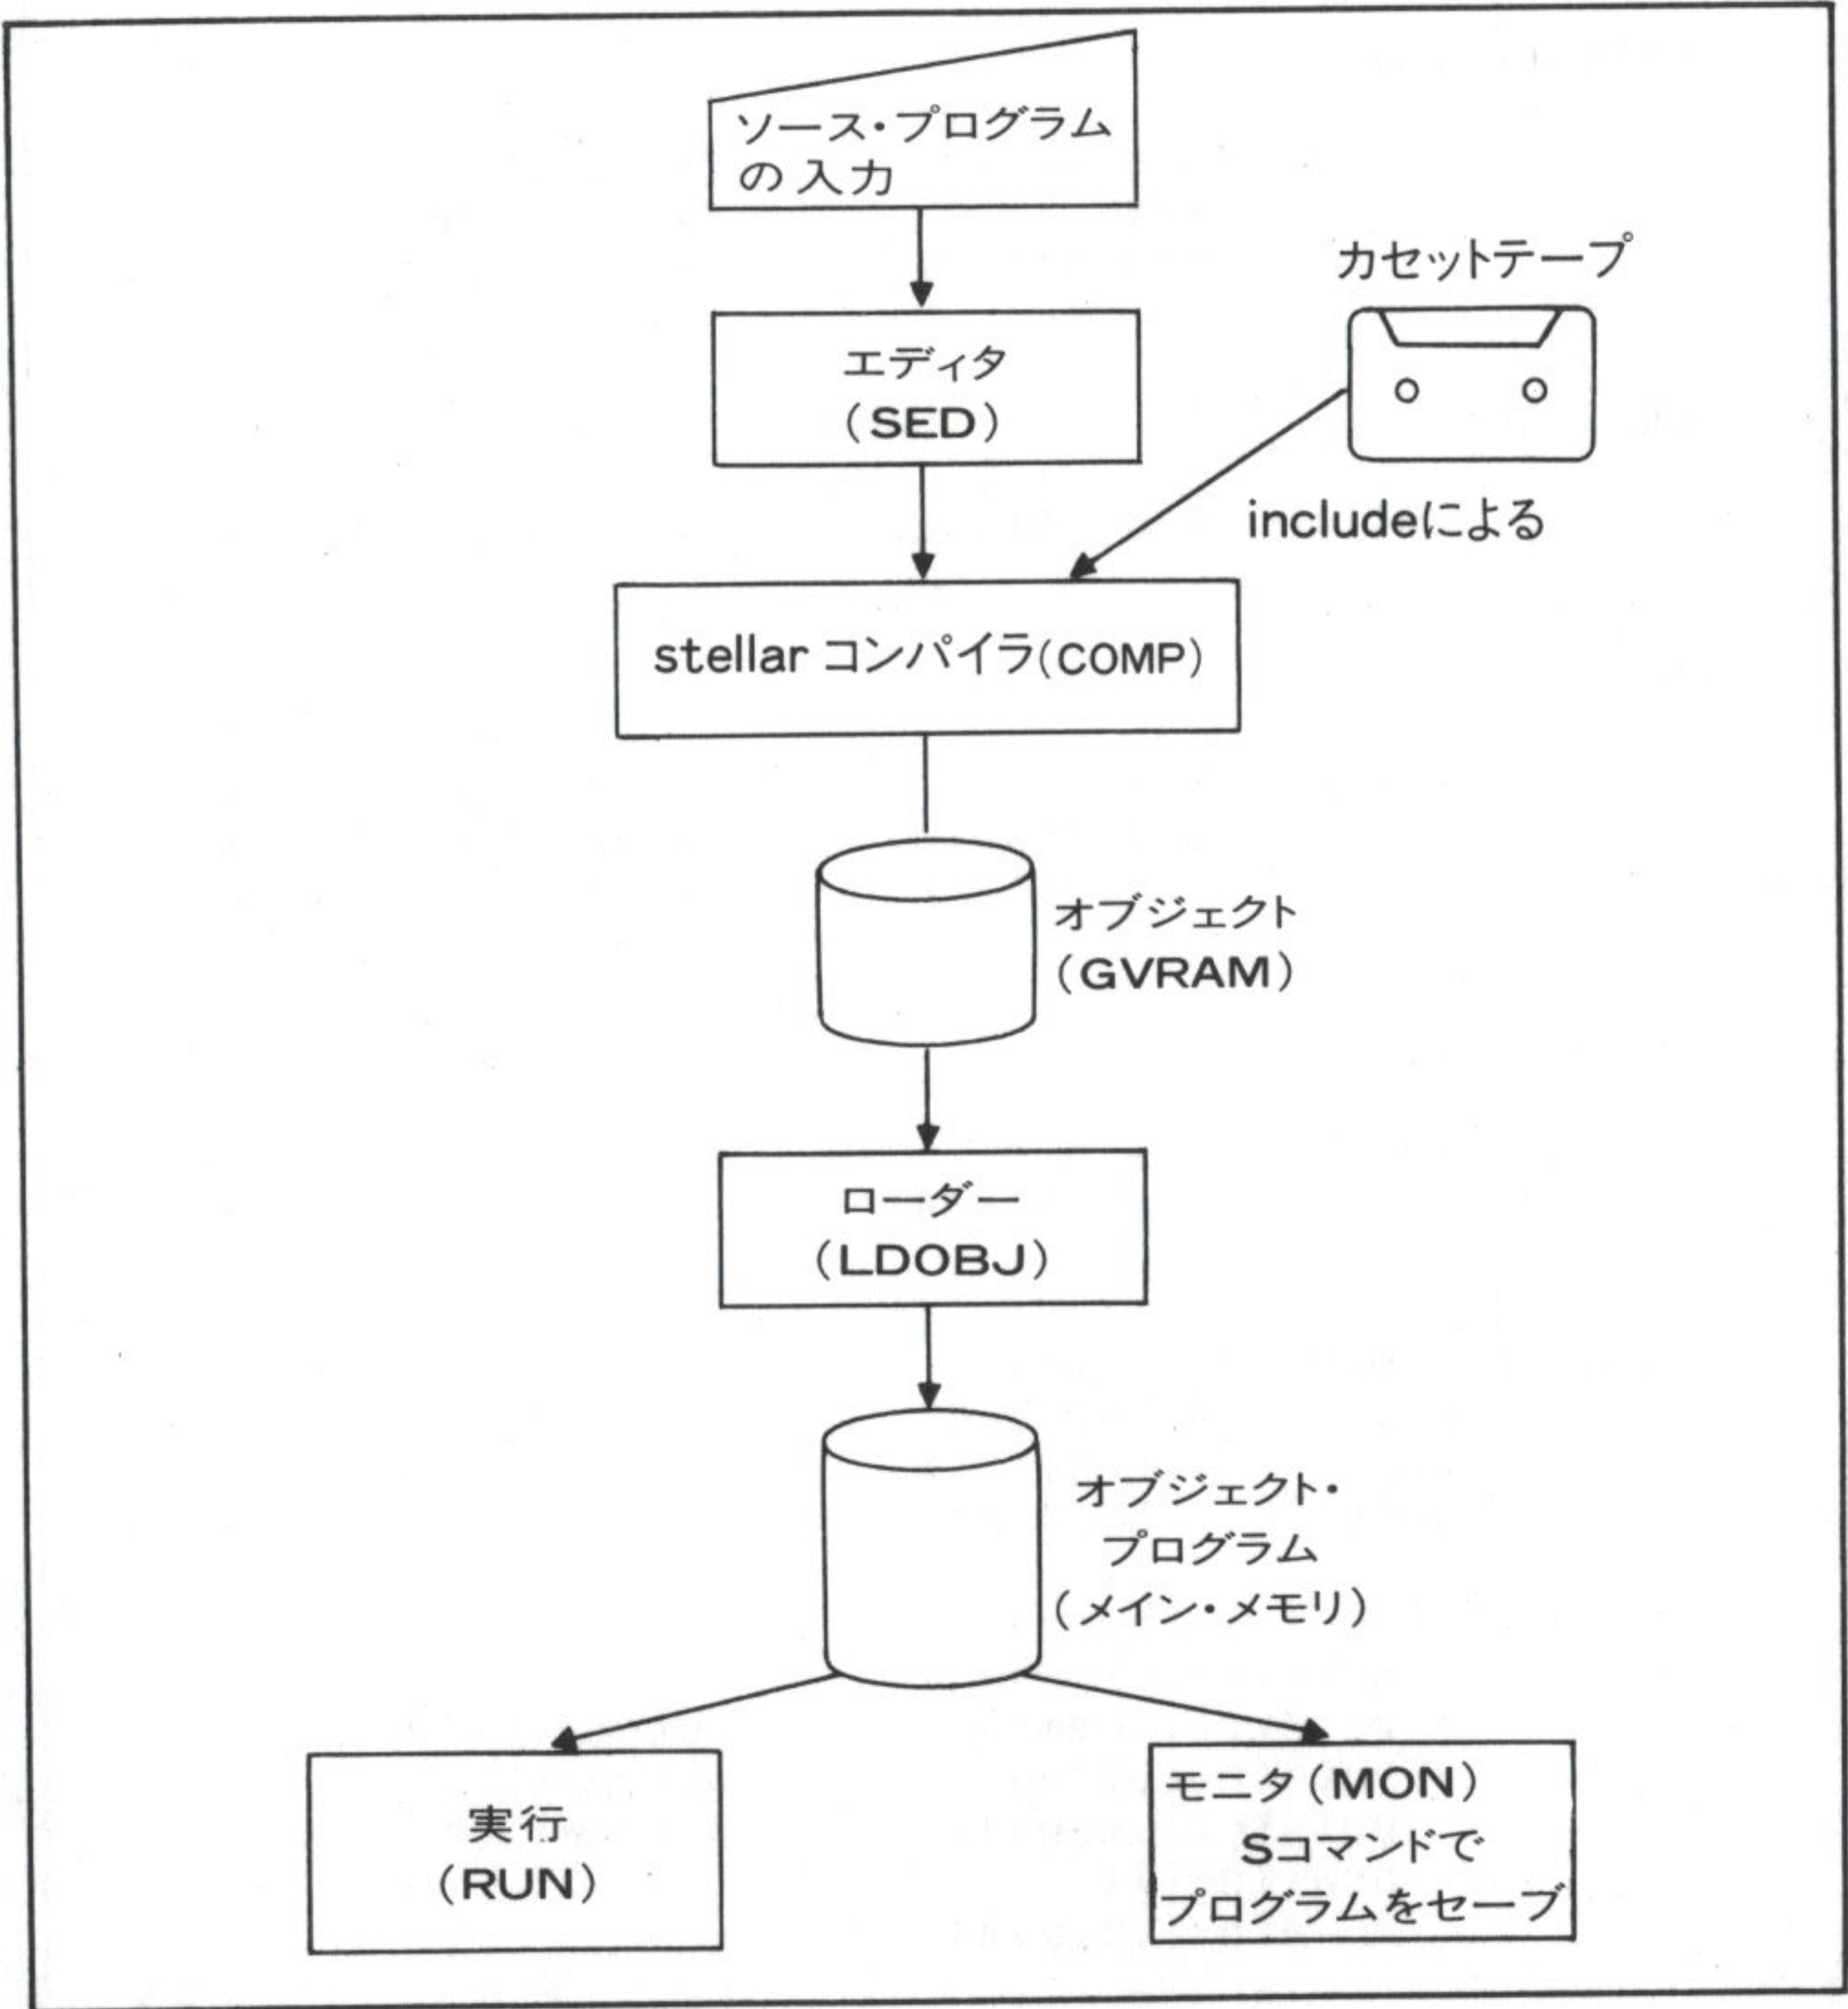 ソース・プログラム
の入力
エディタ
(SED)
カセットテープ
includeによる
stellar コンパイラ(COMP)
オブジェクト
(GVRAM)
ローダー
(LDOBJ)
オブジェクト・
プログラム
(メイン・メモリ)
実行
(RUN)
モニタ(MON)
Sコマンドで
プログラムをセーブ